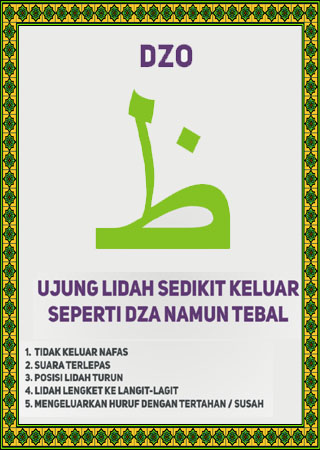 DZO
ظ
UJUNG LIDAH SEDIKIT KELUAR
SEPERTI DZA NAMUN TEBAL
1. TIDAK KELUAR NAFAS
2. SUARA TERLEPAS
3. POSISI LIDAH TURUN
4. LIDAH LENGKET KE LANGIT-LAGIT
5. MENGELUARKAN HURUF DENGAN TERTAHAN / SUSAH